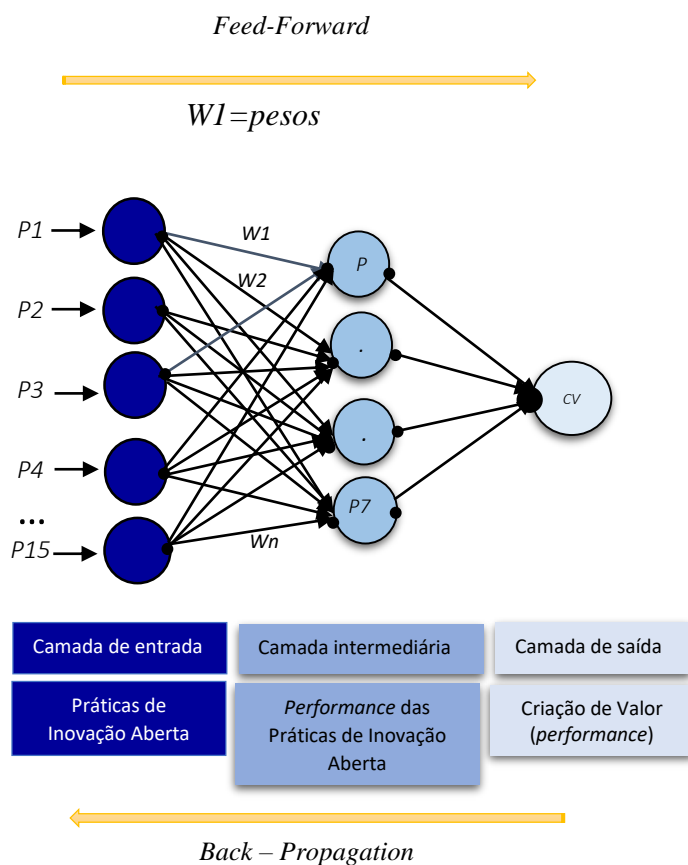 Feed-Forward
W1=pesos
P1
W1
P
W2
P2
.
P3
CV
.
P4
P7
...
P15
Wn
Camada de entrada
Camada intermediária
Camada de saída
Práticas de
Inovação Aberta
Performance das
Práticas de Inovação
Aberta
Criação de Valor
(performance)
Back – Propagation